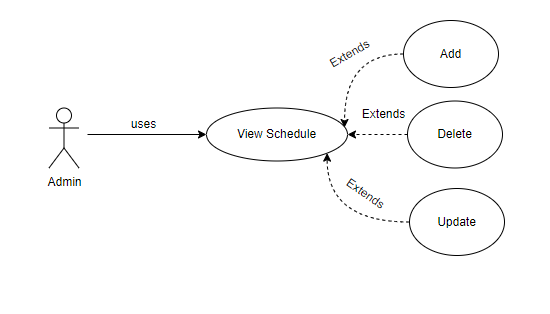 Extends
Add
uses
View Schedule
Extends
Delete
Admin
Extends
Update